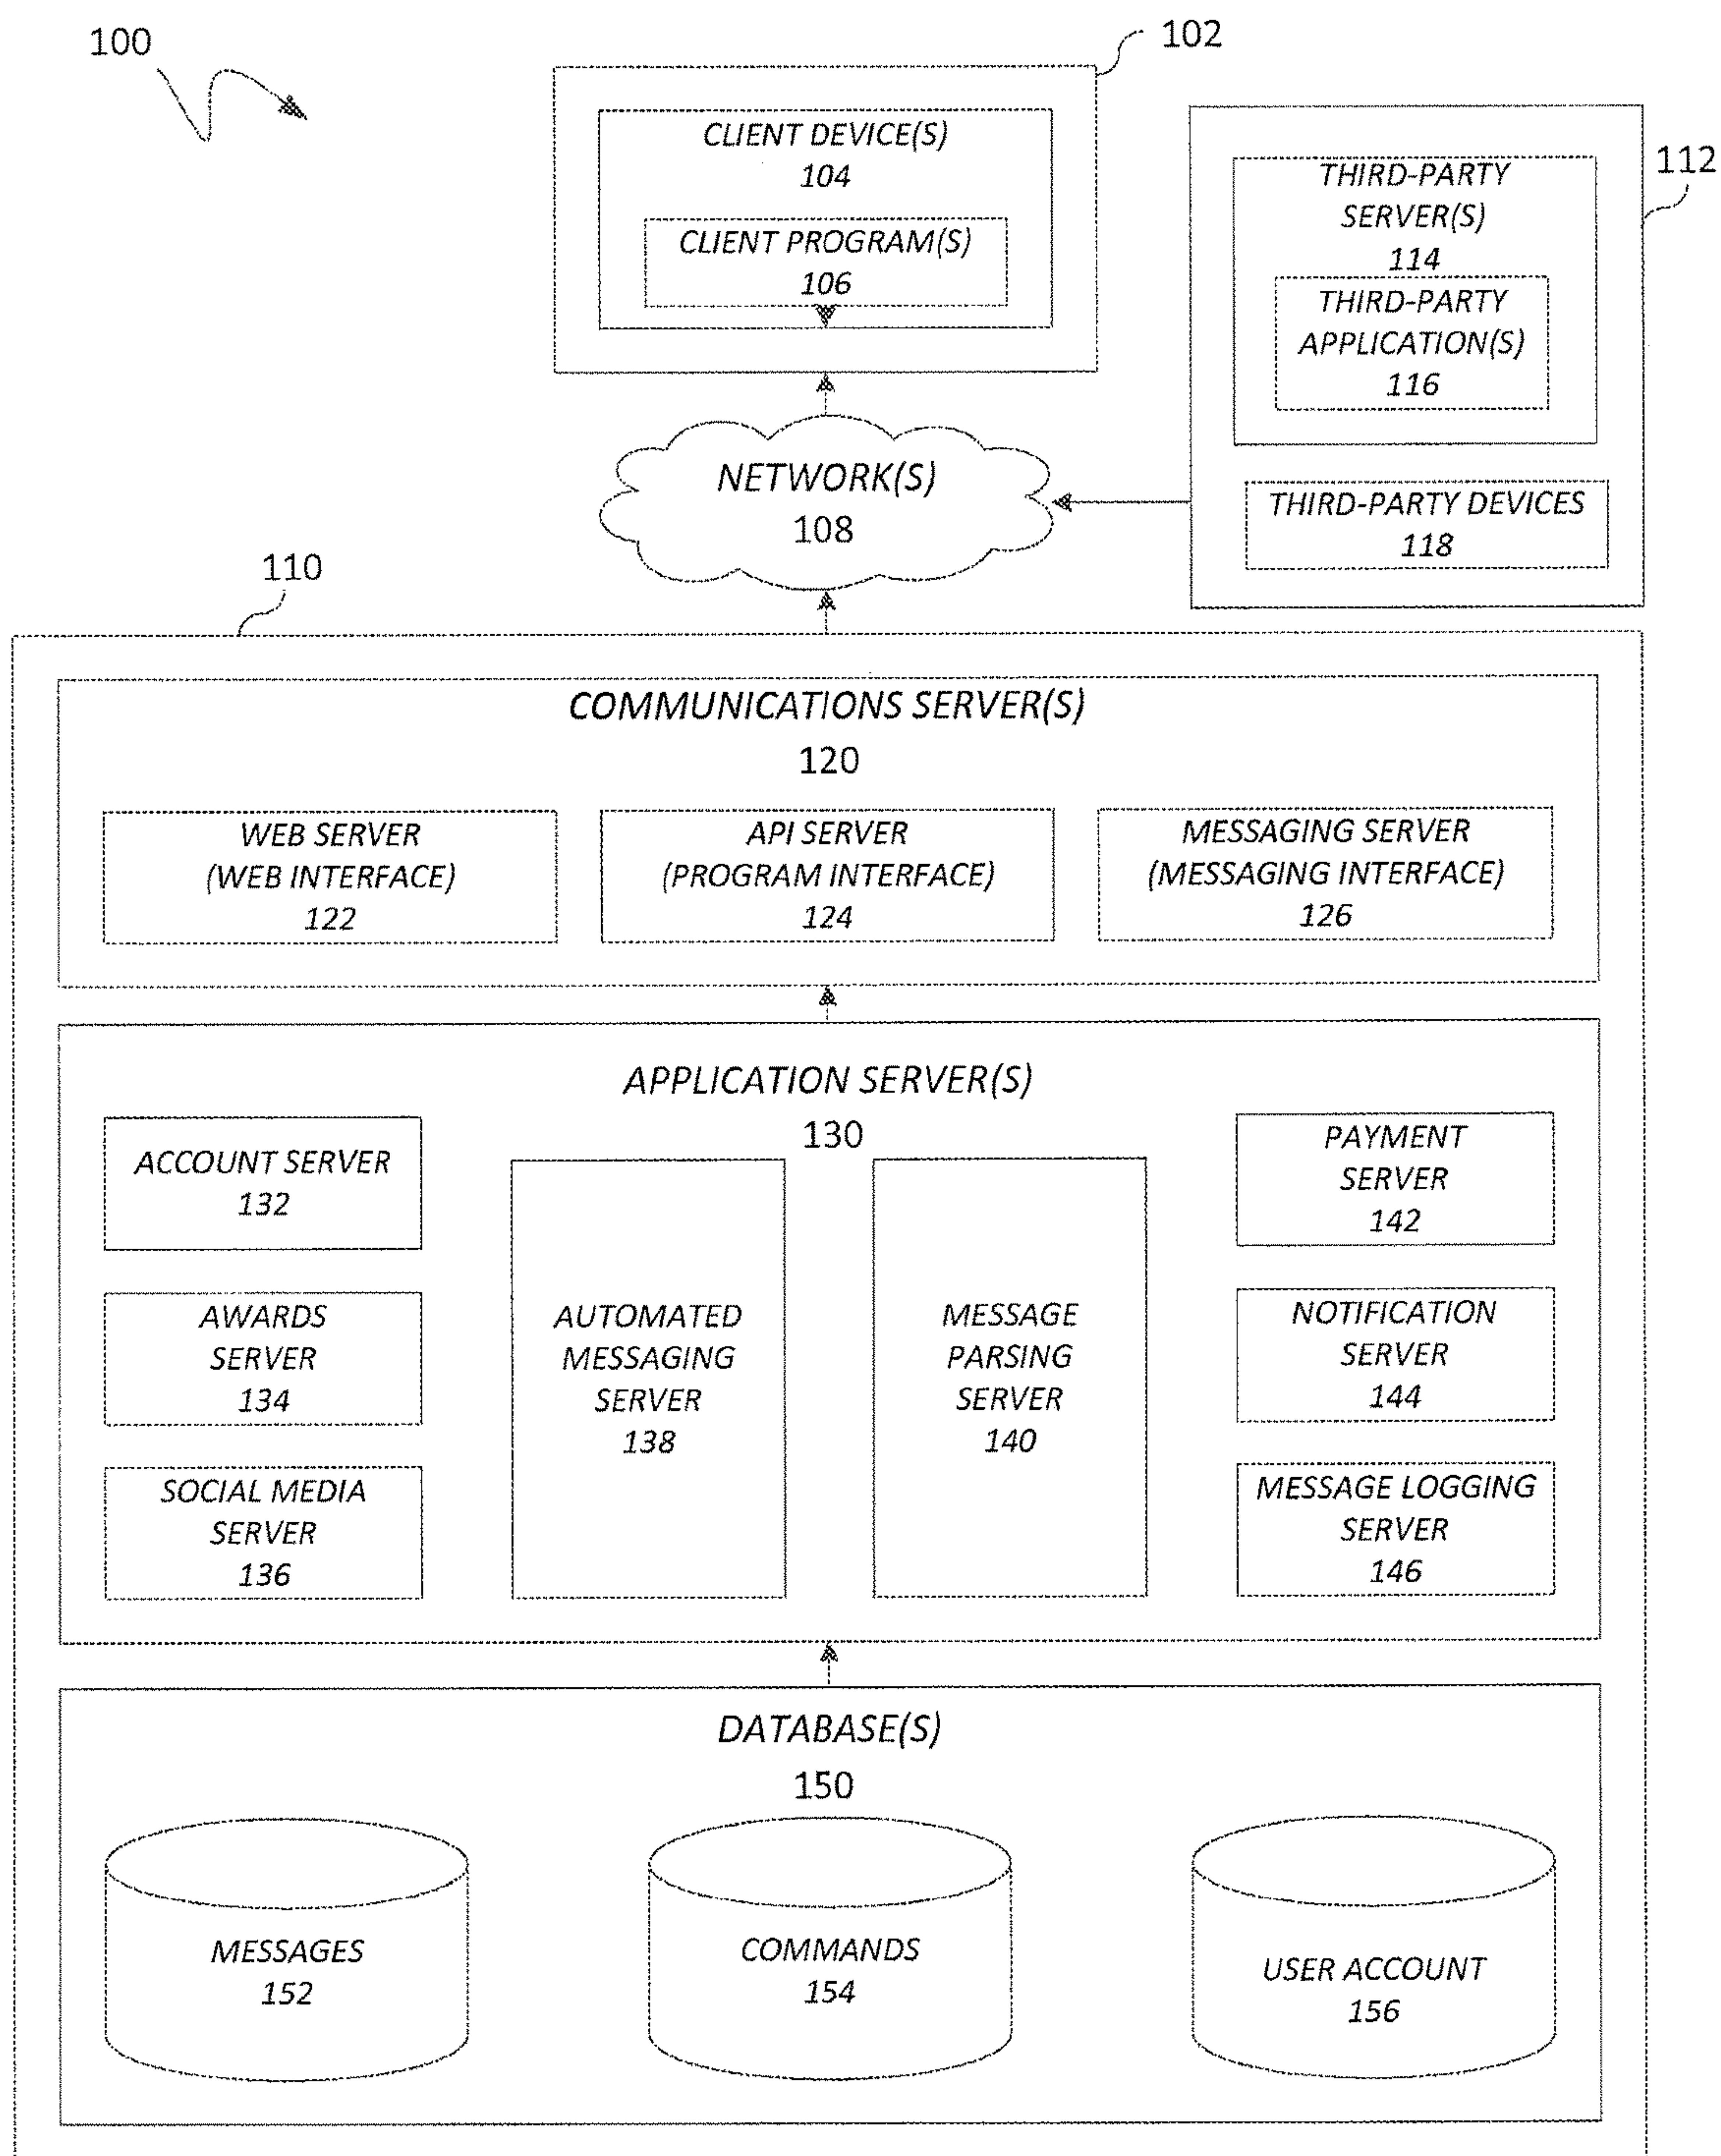 100
102
CLIENT DEVICE(S)
104
CLIENT PROGRAM(S)
106
112
THIRD-PARTY
SERVER(S)
114
THIRD-PARTY
APPLICATION(S)
116
THIRD-PARTY DEVICES
118
NETWORK(S)
108
110
COMMUNICATIONS SERVER(S)
120
WEB SERVER
(WEB INTERFACE)
122
API SERVER
(PROGRAM INTERFACE)
124
MESSAGING SERVER
(MESSAGING INTERFACE)
126
APPLICATION SERVER(S)
130
ACCOUNT SERVER
132
AWARDS
SERVER
134
SOCIAL MEDIA
SERVER
136
AUTOMATED
MESSAGING
SERVER
138
MESSAGE
PARSING
SERVER
140
PAYMENT
SERVER
142
NOTIFICATION
SERVER
144
MESSAGE LOGGING
SERVER
146
DATABASE(S)
150
MESSAGES
152
COMMANDS
154
USER ACCOUNT
156